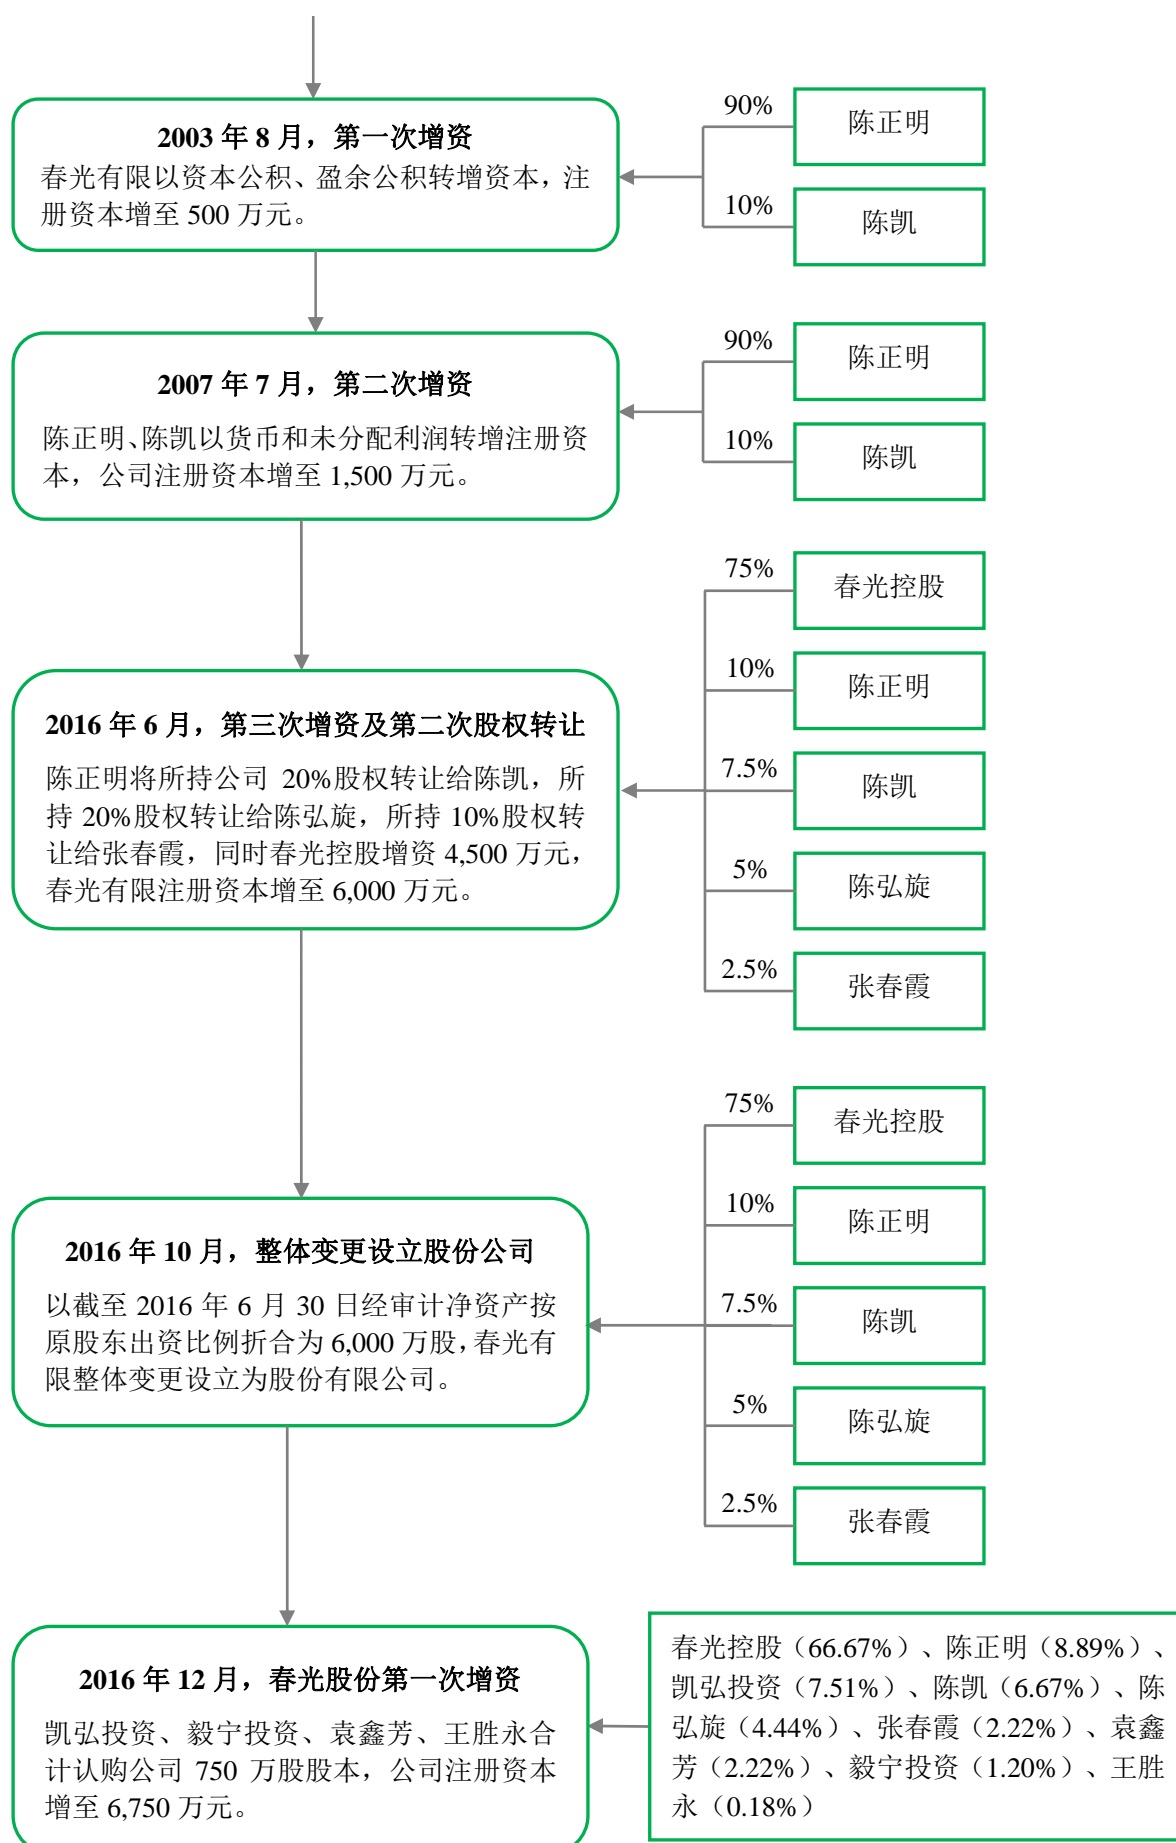 2003 年 8 月，第一次增资
春光有限以资本公积、盈余公积转增资本，注
册资本增至 500 万元。
90%
陈正明
10%
陈凯
2007 年 7 月，第二次增资
陈正明、陈凯以货币和未分配利润转增注册资
本，公司注册资本增至 1,500 万元。
90%
陈正明
10%
陈凯
2016 年 6 月，第三次增资及第二次股权转让
陈正明将所持公司 20%股权转让给陈凯，所
持 20%股权转让给陈弘旋，所持 10%股权转
让给张春霞，同时春光控股增资 4,500 万元，
春光有限注册资本增至 6,000 万元。
75%
春光控股
10%
陈正明
7.5%
陈凯
5%
陈弘旋
2.5%
张春霞
2016 年 10 月，整体变更设立股份公司
以截至 2016 年 6 月 30 日经审计净资产按
原股东出资比例折合为 6,000 万股，春光有
限整体变更设立为股份有限公司。
75%
春光控股
10%
陈正明
7.5%
陈凯
5%
陈弘旋
2.5%
张春霞
2016 年 12 月，春光股份第一次增资
凯弘投资、毅宁投资、袁鑫芳、王胜永合
计认购公司 750 万股股本，公司注册资本
增至 6,750 万元。
春光控股（66.67%）、陈正明（8.89%）、
凯弘投资（7.51%）、陈凯（6.67%）、陈
弘旋（4.44%）、张春霞（2.22%）、袁鑫
芳（2.22%）、毅宁投资（1.20%）、王胜
永（0.18%）